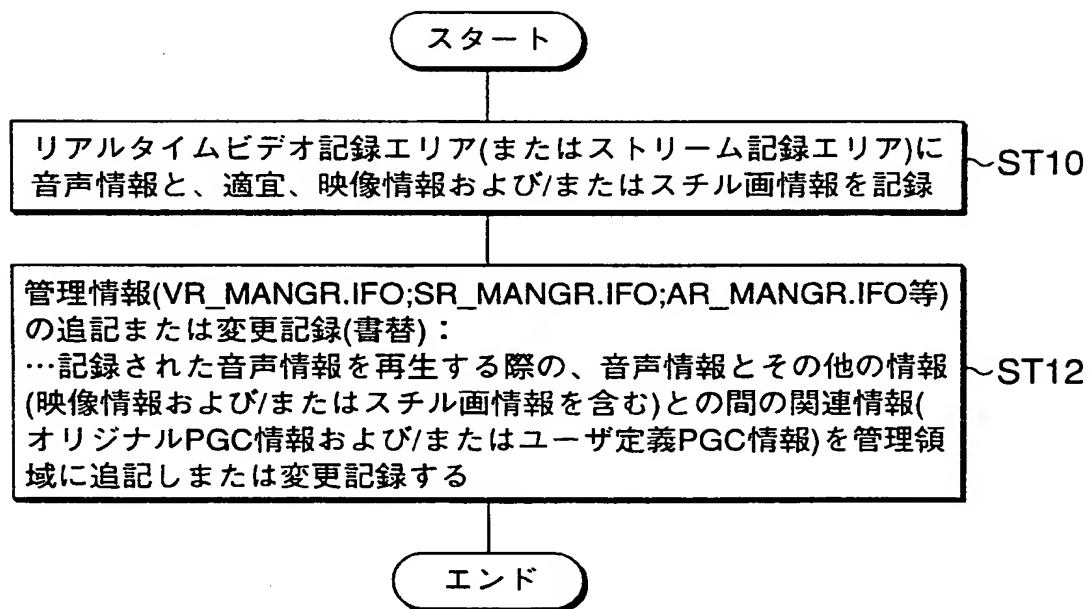 スタート
リアルタイムビデオ記録エリア(またはストリーム記録エリア)に
音声情報と、適宜、映像情報および/またはスチル画情報を記録
ST10
管理情報(VR_MANGR.IFO;SR_MANGR.IFO;AR_MANGR.IFO等)
の追記または変更記録(書替)：
…記録された音声情報を再生する際の、音声情報とその他の情報
(映像情報および/またはスチル画情報を含む)との間の関連情報(
オリジナルPGC情報および/またはユーザ定義PGC情報)を管理領
域に追記しまたは変更記録する
ST12
エンド